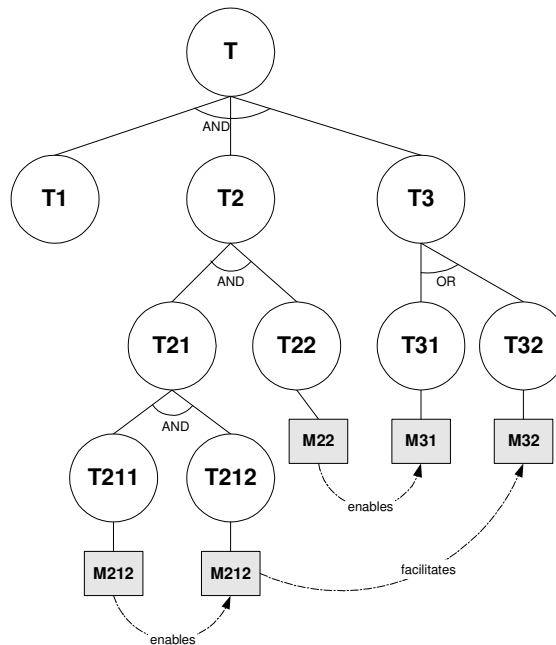 T
AND
T1
T2
T3
AND
OR
T21
T22
T31
T32
AND
M22
M31
M32
T211
T212
enables
M212
M212
facilitates
enables